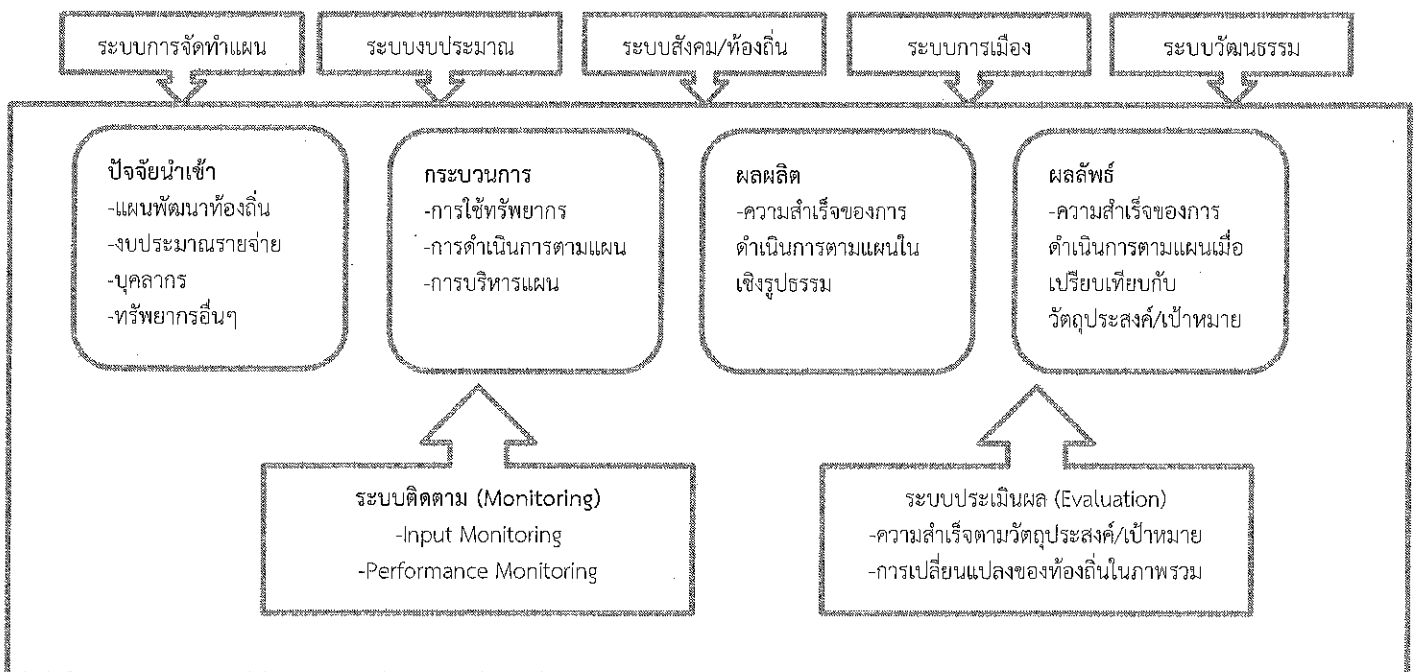 ระบบการจัดทำแผน
ระบบงบประมาณ
ระบบสังคม/ท้องถิ่น
ระบบการเมือง
ระบบวัฒนธรรม
ปัจจัยนำเข้า
-แผนพัฒนาท้องถิ่น
-งบประมาณรายจ่าย
-บุคลากร
-ทรัพยากรอื่นๆ
กระบวนการ
-การใช้ทรัพยากร
-การดำเนินการตามแผน
-การบริหารแผน
ผลผลิต
-ความสำเร็จของการ
ดำเนินการตามแผนใน
เชิงรูปธรรม
ผลลัพธ์
-ความสำเร็จของการ
ดำเนินการตามแผนเมื่อ
เปรียบเทียบกับ
วัตถุประสงค์/เป้าหมาย
ระบบติดตาม (Monitoring)
-Input Monitoring
-Performance Monitoring
ระบบประเมินผล (Evaluation)
-ความสำเร็จตามวัตถุประสงค์/เป้าหมาย
-การเปลี่ยนแปลงของท้องถิ่นในภาพรวม